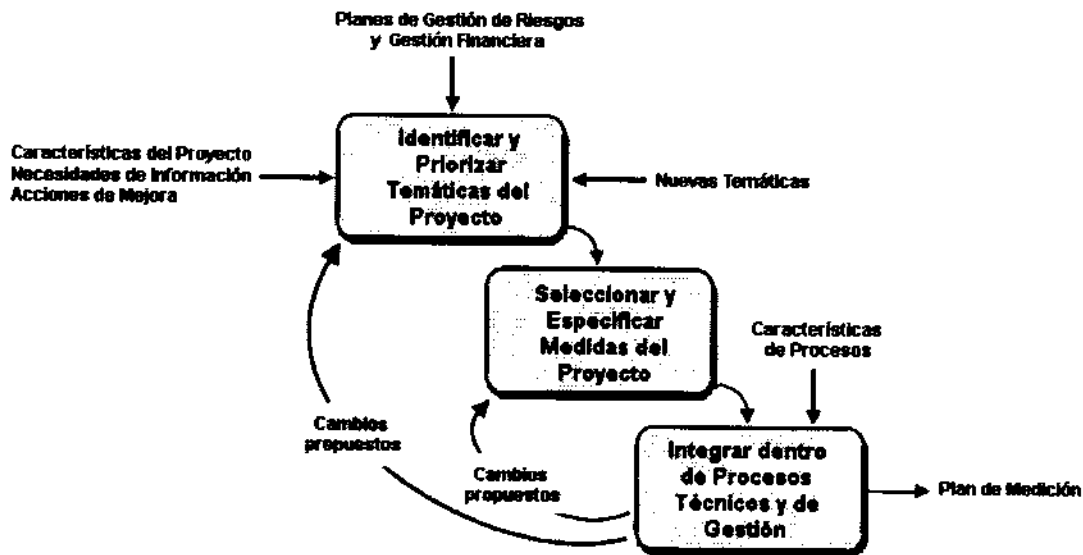 Planes de Gestión de Riesgos
y Gestión Financiera
Identificar y
Priorizar
Temáticas del
Proyecto
Características del Proyecto
Necesidades de Información
Acciones de Mejora
Nuevas Temáticas
Seleccionar y
Especificar
Medidas del
Proyecto
Características
de Procesos
Cambios
propuestos
Cambios
propuestos
Integrar dentro
de Procesos
Técnicos y de
Gestión
Plan de Medición